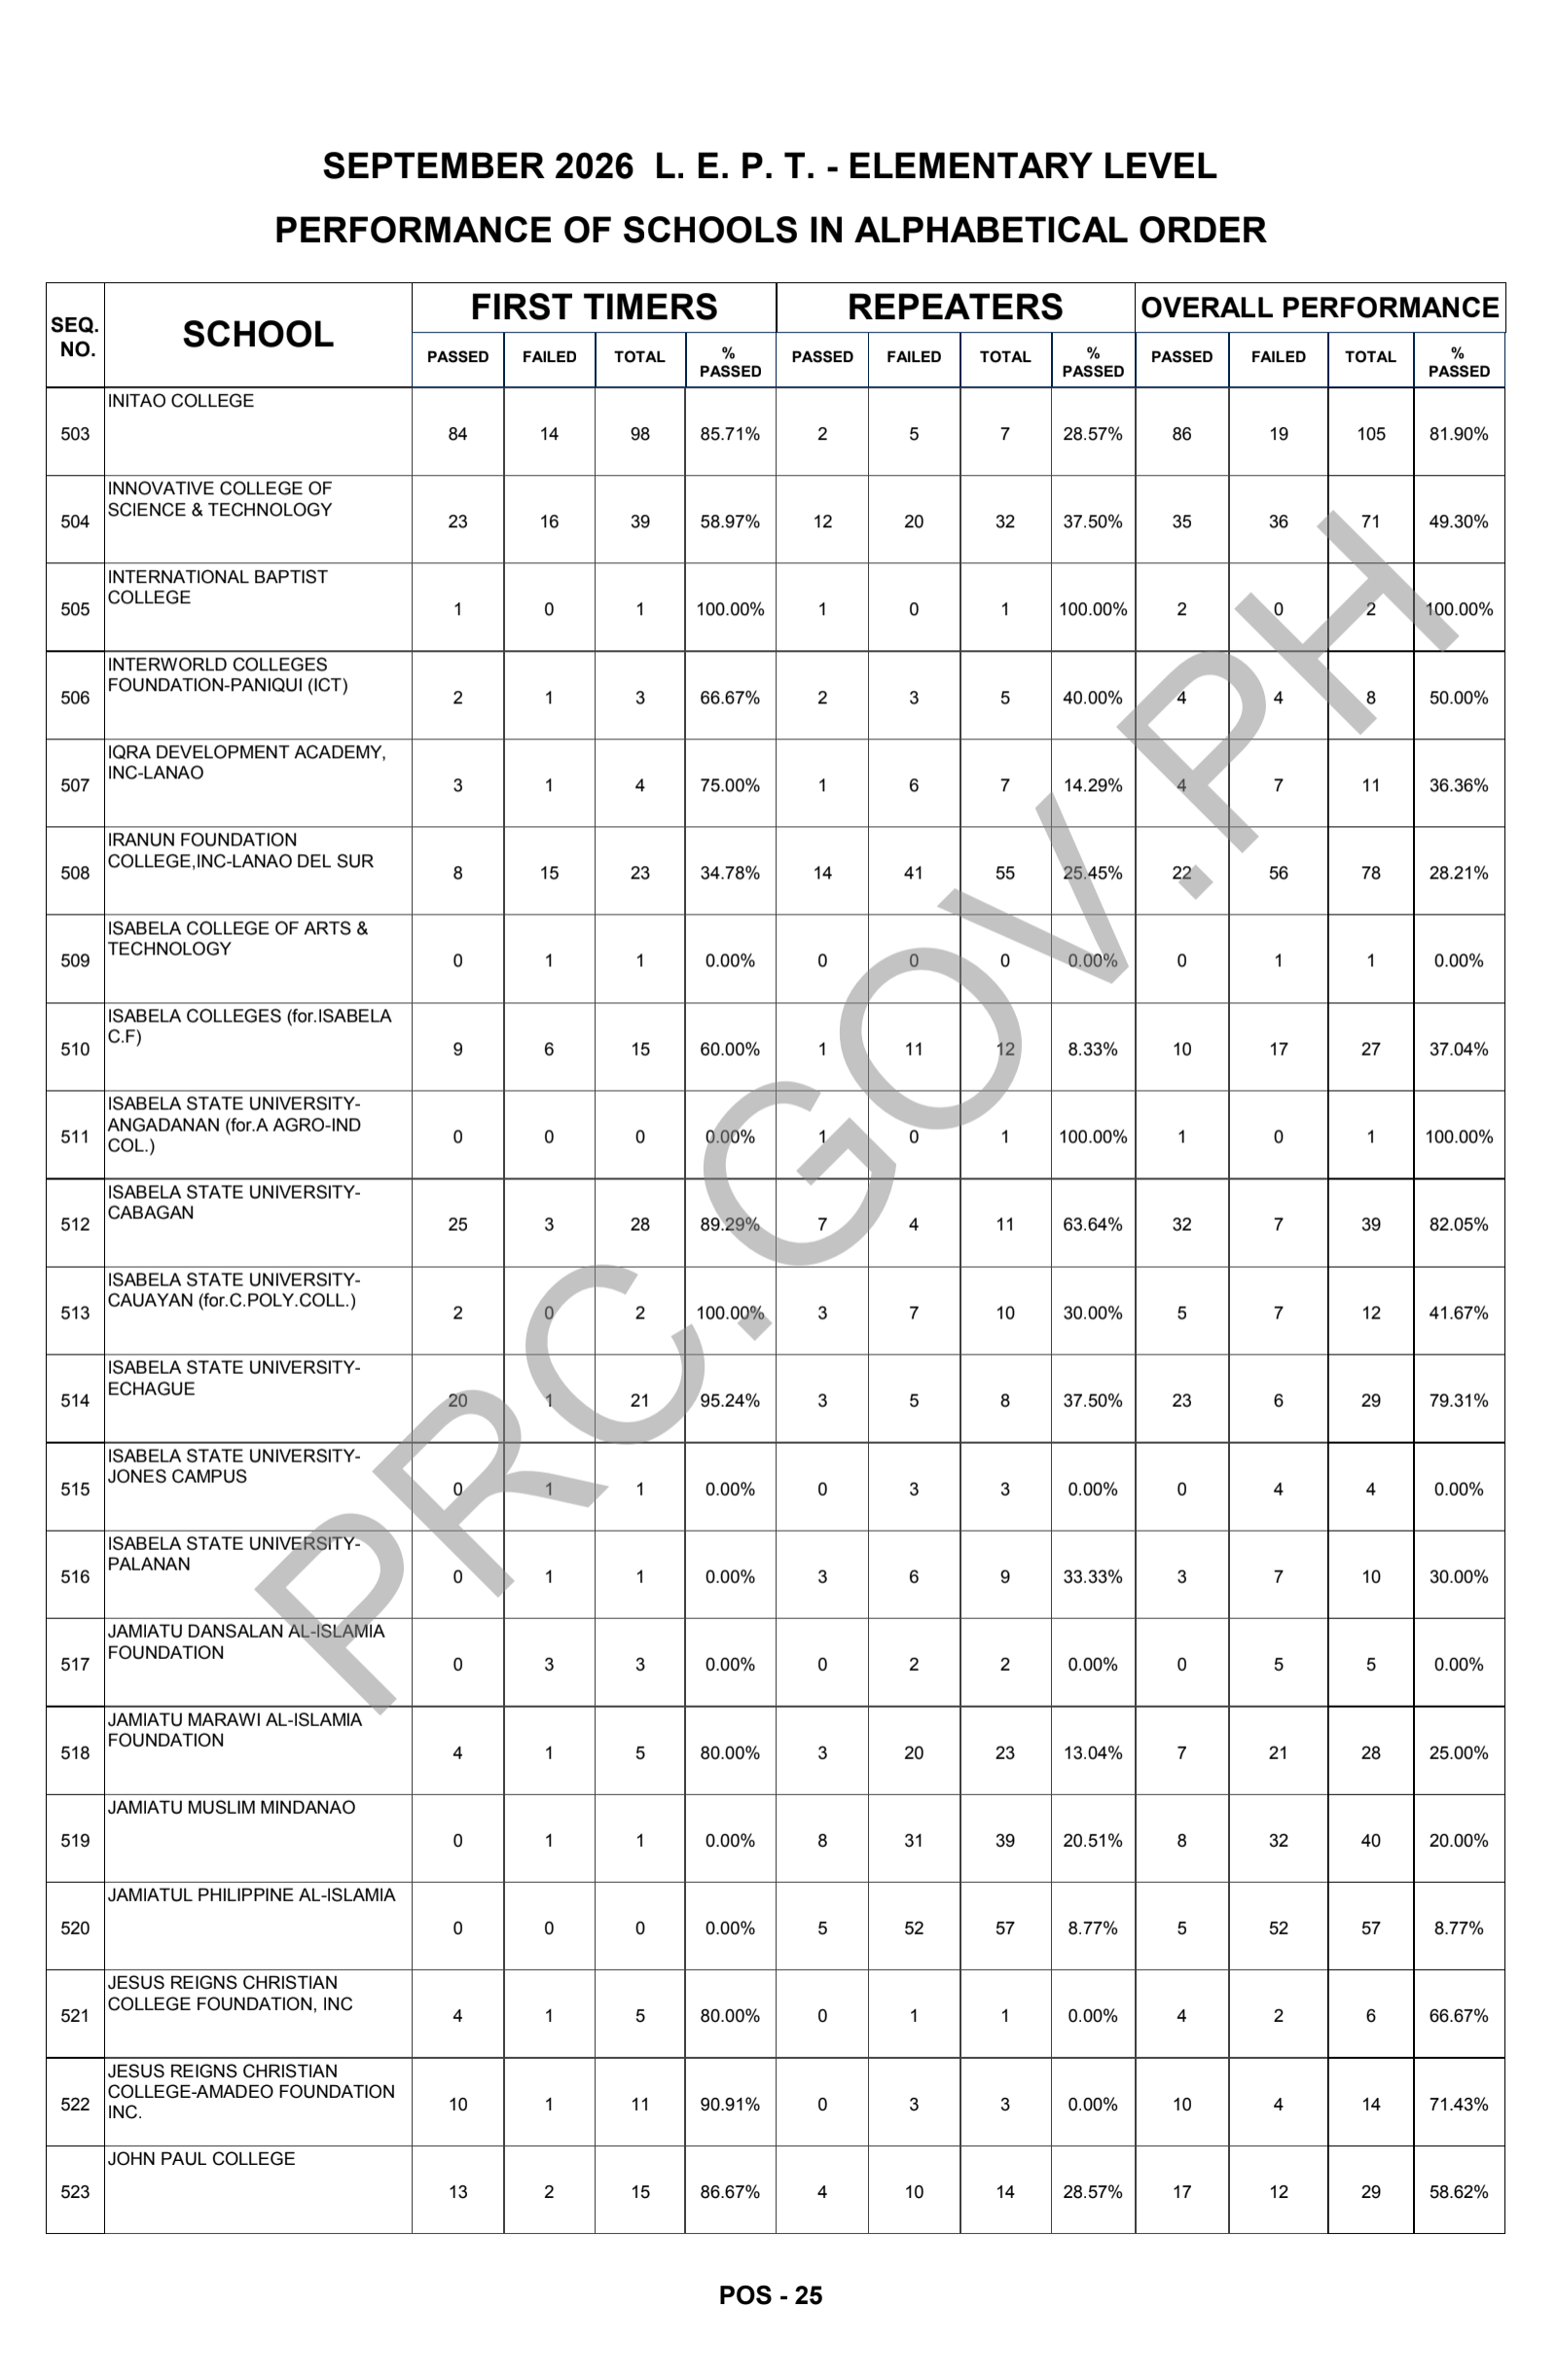 SEPTEMBER 2026 L. E. P. T. - ELEMENTARY LEVEL
PERFORMANCE OF SCHOOLS IN ALPHABETICAL ORDER
SEQ. NO. SCHOOL FIRST TIMERS REPEATERS OVERALL PERFORMANCE
PASSED FAILED TOTAL % PASSED PASSED FAILED TOTAL % PASSED PASSED FAILED TOTAL % PASSED
INITAO COLLEGE
503 84 14 98 85.71% 2 5 7 28.57% 86 19 105 81.90%
INNOVATIVE COLLEGE OF
SCIENCE & TECHNOLOGY
504 23 16 39 58.97% 12 20 32 37.50% 35 36 71 49.30%
INTERNATIONAL BAPTIST
COLLEGE
505 1 0 1 100.00% 1 0 1 100.00% 2 0 2 100.00%
INTERWORLD COLLEGES
FOUNDATION-PANIQUI (ICT)
506 2 1 3 66.67% 2 3 5 40.00% 4 4 8 50.00%
IQRA DEVELOPMENT ACADEMY,
INC-LANAO
507 3 1 4 75.00% 1 6 7 14.29% 4 7 11 36.36%
IRANUN FOUNDATION
COLLEGE,INC-LANAO DEL SUR
508 8 15 23 34.78% 14 41 55 25.45% 22 56 78 28.21%
ISABELA COLLEGE OF ARTS &
TECHNOLOGY
509 0 1 1 0.00% 0 0 0 0.00% 0 1 1 0.00%
ISABELA COLLEGES (for.ISABELA
C.F)
510 9 6 15 60.00% 1 11 12 8.33% 10 17 27 37.04%
ISABELA STATE UNIVERSITY-
ANGADANAN (for.A AGRO-IND
COL.)
511 0 0 0 0.00% 1 0 1 100.00% 1 0 1 100.00%
ISABELA STATE UNIVERSITY-
CABAGAN
512 25 3 28 89.29% 7 4 11 63.64% 32 7 39 82.05%
ISABELA STATE UNIVERSITY-
CAUAYAN (for.C.POLY.COLL.)
513 2 0 2 100.00% 3 7 10 30.00% 5 7 12 41.67%
ISABELA STATE UNIVERSITY-
ECHAGUE
514 20 1 21 95.24% 3 5 8 37.50% 23 6 29 79.31%
ISABELA STATE UNIVERSITY-
JONES CAMPUS
515 0 1 1 0.00% 0 3 3 0.00% 0 4 4 0.00%
ISABELA STATE UNIVERSITY-
PALANAN
516 0 1 1 0.00% 3 6 9 33.33% 3 7 10 30.00%
JAMIATU DANSALAN AL-ISLAMIA
FOUNDATION
517 0 3 3 0.00% 0 2 2 0.00% 0 5 5 0.00%
JAMIATU MARAWI AL-ISLAMIA
FOUNDATION
518 4 1 5 80.00% 3 20 23 13.04% 7 21 28 25.00%
JAMIATU MUSLIM MINDANAO
519 0 1 1 0.00% 8 31 39 20.51% 8 32 40 20.00%
JAMIATUL PHILIPPINE AL-ISLAMIA
520 0 0 0 0.00% 5 52 57 8.77% 5 52 57 8.77%
JESUS REIGNS CHRISTIAN
COLLEGE FOUNDATION, INC
521 4 1 5 80.00% 0 1 1 0.00% 4 2 6 66.67%
JESUS REIGNS CHRISTIAN
COLLEGE-AMADEO FOUNDATION
INC.
522 10 1 11 90.91% 0 3 3 0.00% 10 4 14 71.43%
JOHN PAUL COLLEGE
523 13 2 15 86.67% 4 10 14 28.57% 17 12 29 58.62%
PRC.GOV.PH
POS - 25